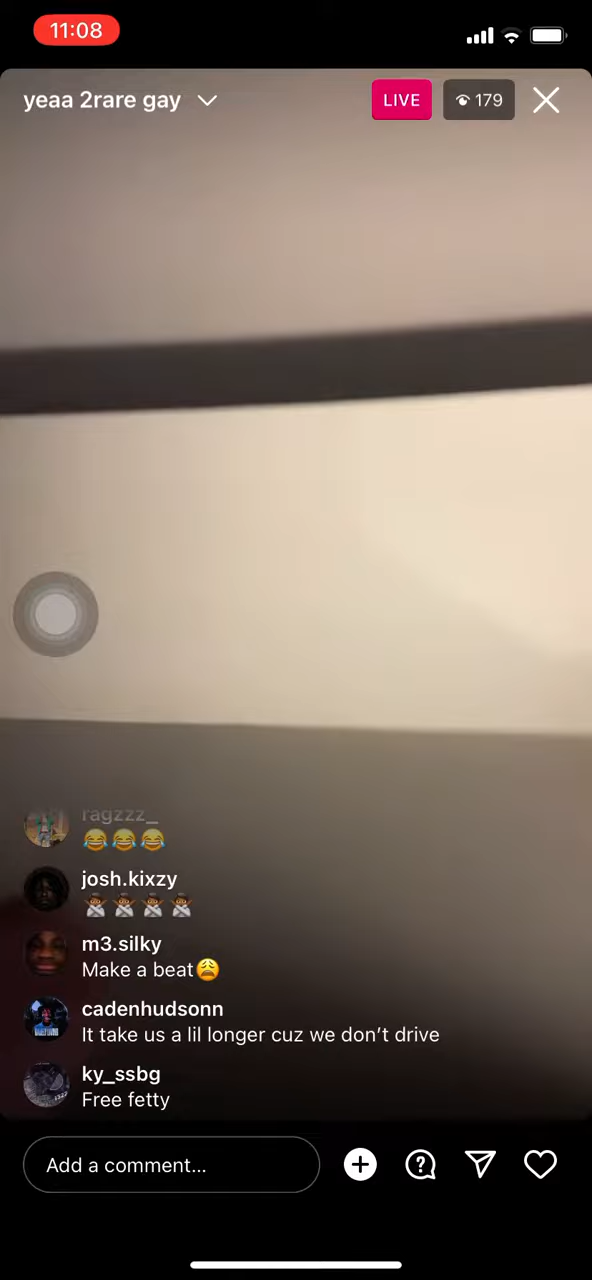 11:08
yeaa 2rare gay
LIVE
179
ragzzz_
😂😂😂
josh.kixzy
🙅🏾‍♂️🙅🏾‍♂️🙅🏾‍♂️🙅🏾‍♂️
m3.silky
Make a beat😩
cadenhudsonn
It take us a lil longer cuz we don’t drive
ky_ssbg
Free fetty
Add a comment...